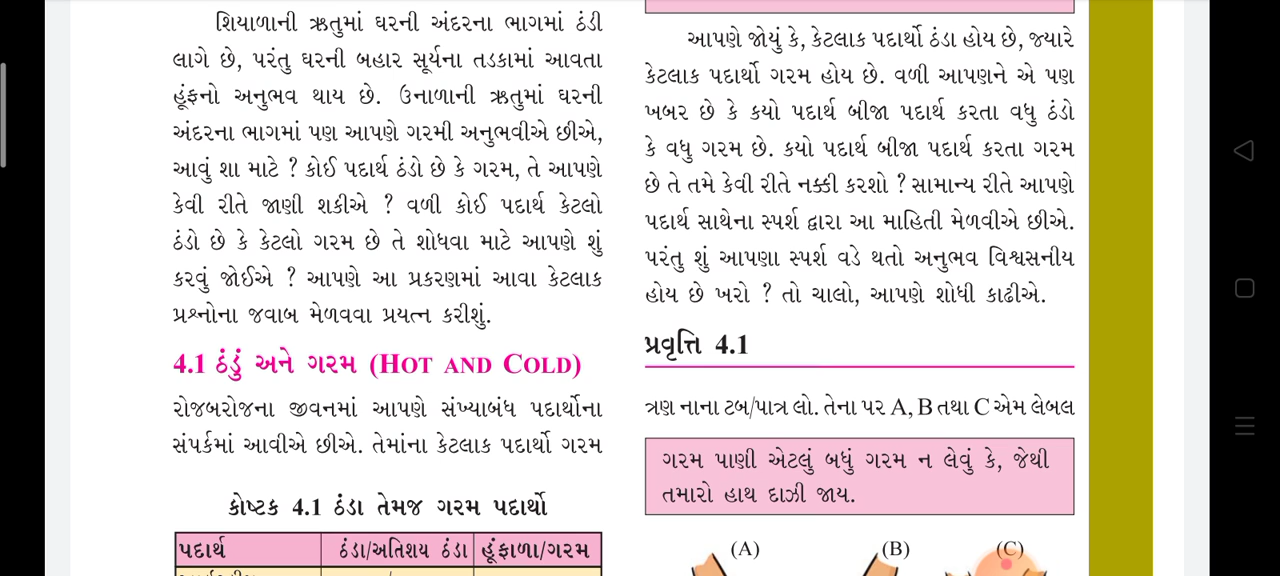 શિયાળાની ઋતુમાં ઘરની અંદરના ભાગમાં ઠંડી
લાગે છે, પરંતુ ઘરની બહાર સૂર્યના તડકામાં આવતા
હૂંફનો અનુભવ થાય છે. ઉનાળાની ઋતુમાં ઘરની
અંદરના ભાગમાં પણ આપણે ગરમી અનુભવીએ છીએ,
આવું શા માટે ? કોઈ પદાર્થ ઠંડો છે કે ગરમ, તે આપણે
કેવી રીતે જાણી શકીએ ? વળી કોઈ પદાર્થ કેટલો
ઠંડો છે કે કેટલો ગરમ છે તે શોધવા માટે આપણે શું
કરવું જોઈએ ? આપણે આ પ્રકરણમાં આવા કેટલાક
પ્રશ્નોના જવાબ મેળવવા પ્રયત્ન કરીશું.
4.1 ઠંડું અને ગરમ (HOT AND COLD)
રોજબરોજના જીવનમાં આપણે સંખ્યાબંધ પદાર્થોના
સંપર્કમાં આવીએ છીએ. તેમાંના કેટલાક પદાર્થો ગરમ
કોષ્ટક 4.1 ઠંડા તેમજ ગરમ પદાર્થો
પદાર્થ ઠંડા/અતિશય ઠંડા હૂંફાળા/ગરમ
આપણે જોયું કે, કેટલાક પદાર્થો ઠંડા હોય છે, જ્યારે
કેટલાક પદાર્થો ગરમ હોય છે. વળી આપણને એ પણ
ખબર છે કે કયો પદાર્થ બીજા પદાર્થ કરતા વધુ ઠંડો
કે વધુ ગરમ છે. કયો પદાર્થ બીજા પદાર્થ કરતા ગરમ
છે તે તમે કેવી રીતે નક્કી કરશો ? સામાન્ય રીતે આપણે
પદાર્થ સાથેના સ્પર્શ દ્વારા આ માહિતી મેળવીએ છીએ.
પરંતુ શું આપણા સ્પર્શ વડે થતો અનુભવ વિશ્વસનીય
હોય છે ખરો ? તો ચાલો, આપણે શોધી કાઢીએ.
પ્રવૃત્તિ 4.1
ત્રણ નાના ટબ/પાત્ર લો. તેના પર A, B તથા C એમ લેબલ
ગરમ પાણી એટલું બધું ગરમ ન લેવું કે, જેથી
તમારો હાથ દાઝી જાય.
(A) (B) (C)